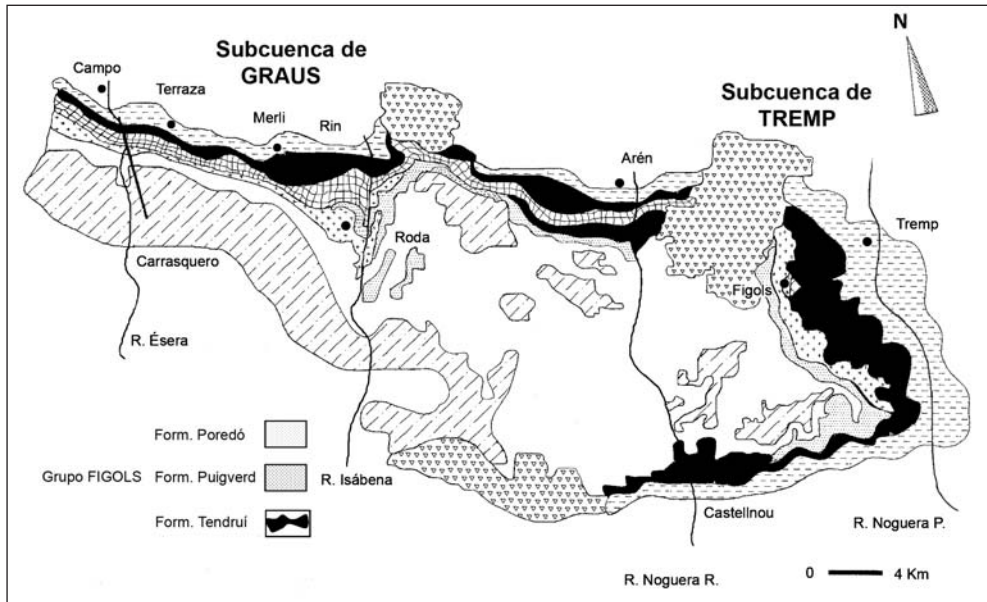 Subcuenca de
GRAUS
Subcuenca de
TREMP
N
Campo
Terraza
Merli
Rin
Arén
Tremp
Carrasquero
Roda
Figols
R. Ésera
R. Isábena
Castellnou
R. Noguera R.
R. Noguera P.
Form. Poredó
Grupo FIGOLS Form. Puigverd
Form. Tendruí
0 4 Km